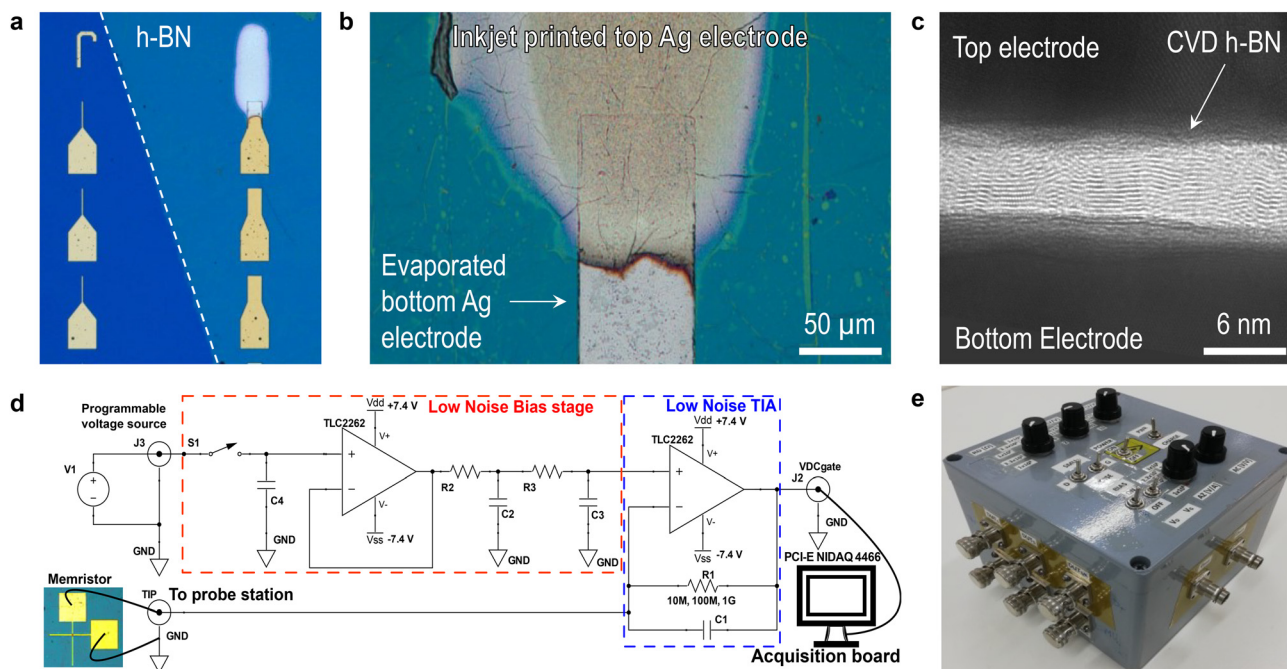 a
h-BN
b
Inkjet printed top Ag electrode
Evaporated
bottom Ag
electrode
50 µm
c
Top electrode
CVD h-BN
Bottom Electrode
6 nm
d
Programmable
voltage source
J3
V1
GND
S1
C4
GND
Low Noise Bias stage
Vdd
+7.4 V
TLC2262
V+
V-
Vss
-7.4 V
R2
R3
C2
C3
GND
GND
Low Noise TIA
Vdd
+7.4 V
TLC2262
V+
V-
Vss
-7.4 V
R1
10M, 100M, 1G
C1
VDCgate
J2
GND
PCI-E NIDAQ 4466
Acquisition board
Memristor
TIP
To probe station
GND
e
OFF